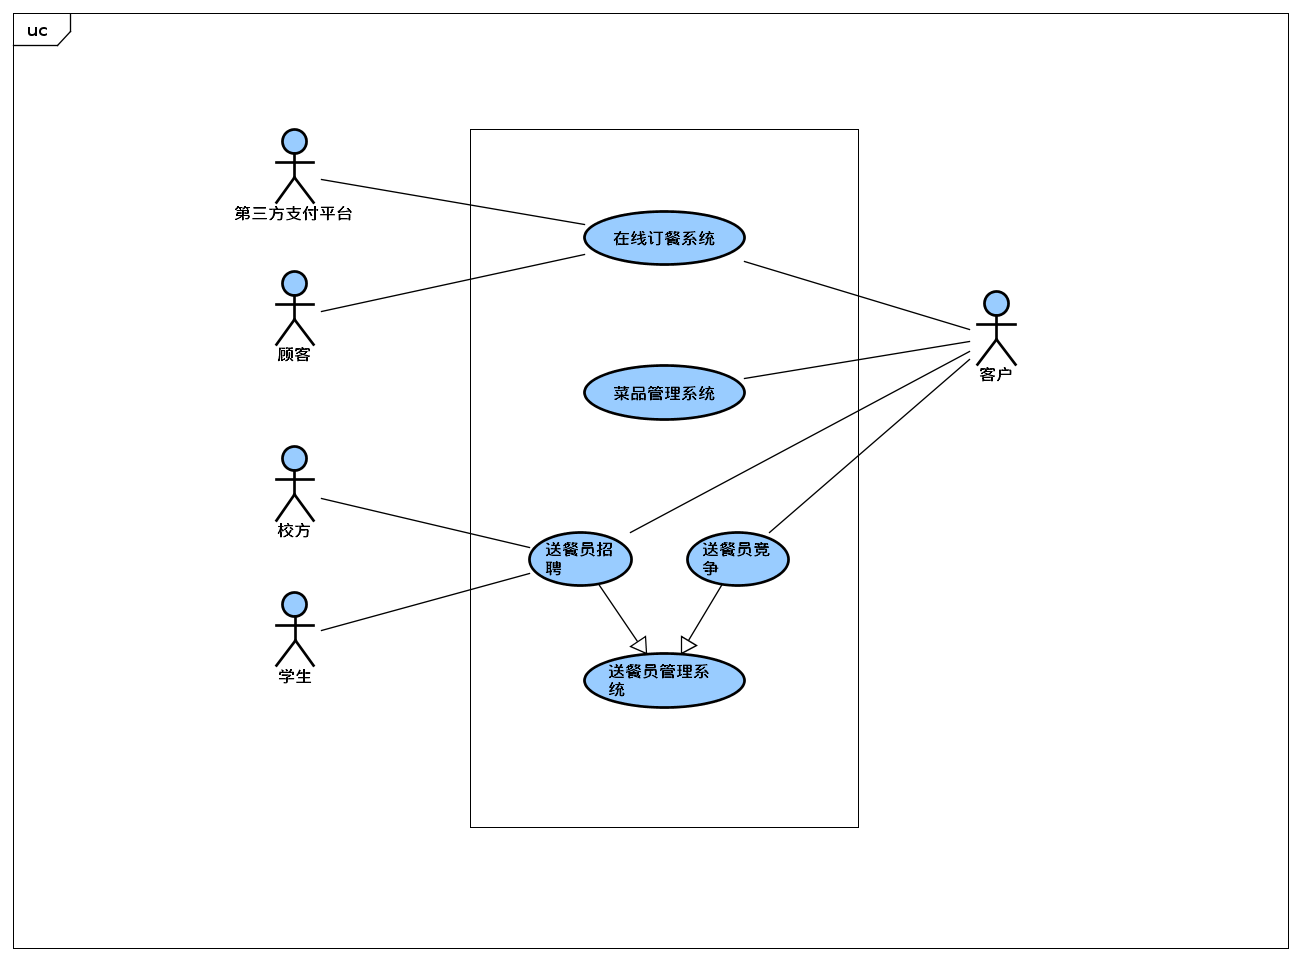 uc
第三方支付平台
在线订餐系统
顾客
客户
菜品管理系统
校方
送餐员招
聘
送餐员竞
争
学生
送餐员管理系
统